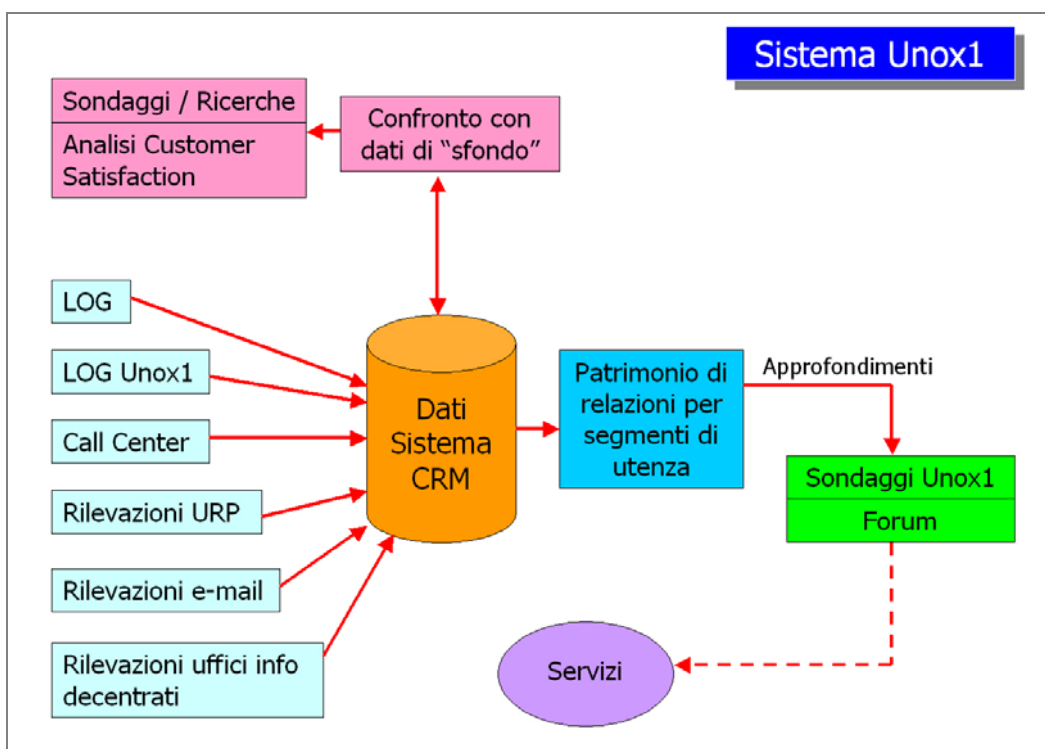 Sistema Unox1
Sondaggi / Ricerche
Analisi Customer
Satisfaction
Confronto con
dati di “sfondo”
LOG
LOG Unox1
Call Center
Rilevazioni URP
Rilevazioni e-mail
Rilevazioni uffici info
decentrati
Dati
Sistema
CRM
Patrimonio di
relazioni per
segmenti di
utenza
Approfondimenti
Sondaggi Unox1
Forum
Servizi